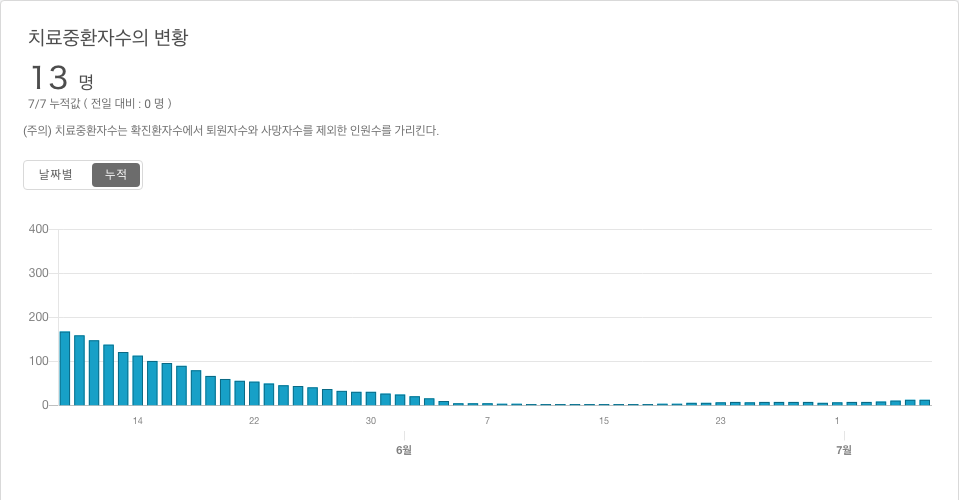 치료중환자수의 변황
13 명
7/7 누적값 ( 전일 대비 : 0 명 )
(주의) 치료중환자수는 확진환자수에서 퇴원자수와 사망자수를 제외한 인원수를 가리킨다.
날짜별 누적
400
300
200
100
0
14 22 30 7 15 23 1
6월 7월